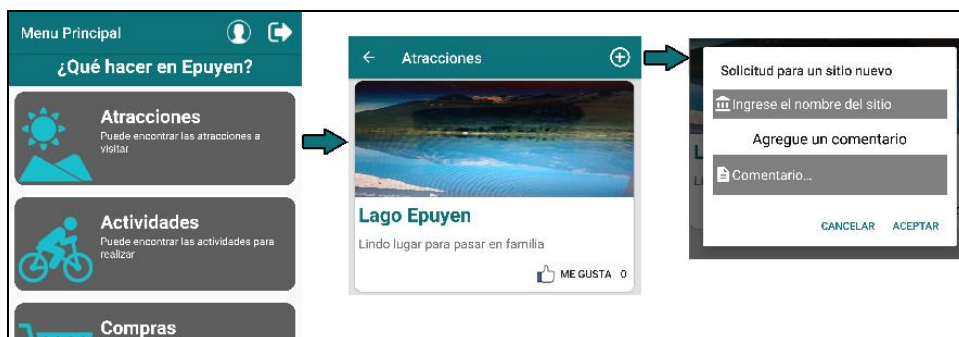 Menu Principal
¿Qué hacer en Epuyen?
Atracciones
Puede encontrar las atracciones a
visitar
Actividades
Puede encontrar las actividades para
realizar
Compras
Atracciones
Lago Epuyen
Lindo lugar para pasar en familia
ME GUSTA 0
Solicitud para un sitio nuevo
Ingrese el nombre del sitio
Agregue un comentario
Comentario...
CANCELAR ACEPTAR